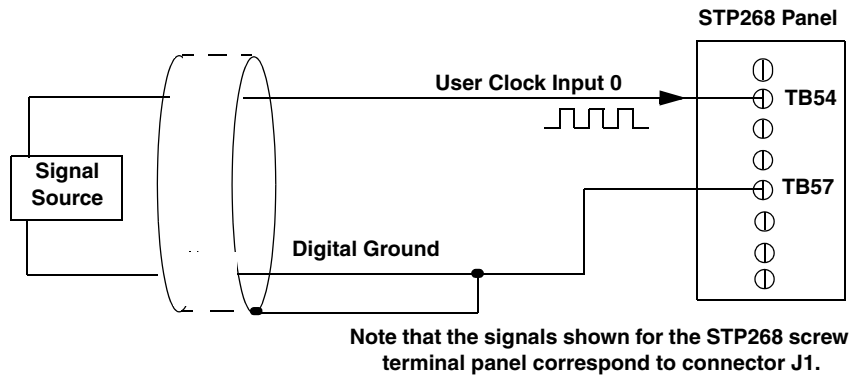 STP268 Panel
User Clock Input 0
TB54
Signal
Source
TB57
Digital Ground
Note that the signals shown for the STP268 screw
terminal panel correspond to connector J1.